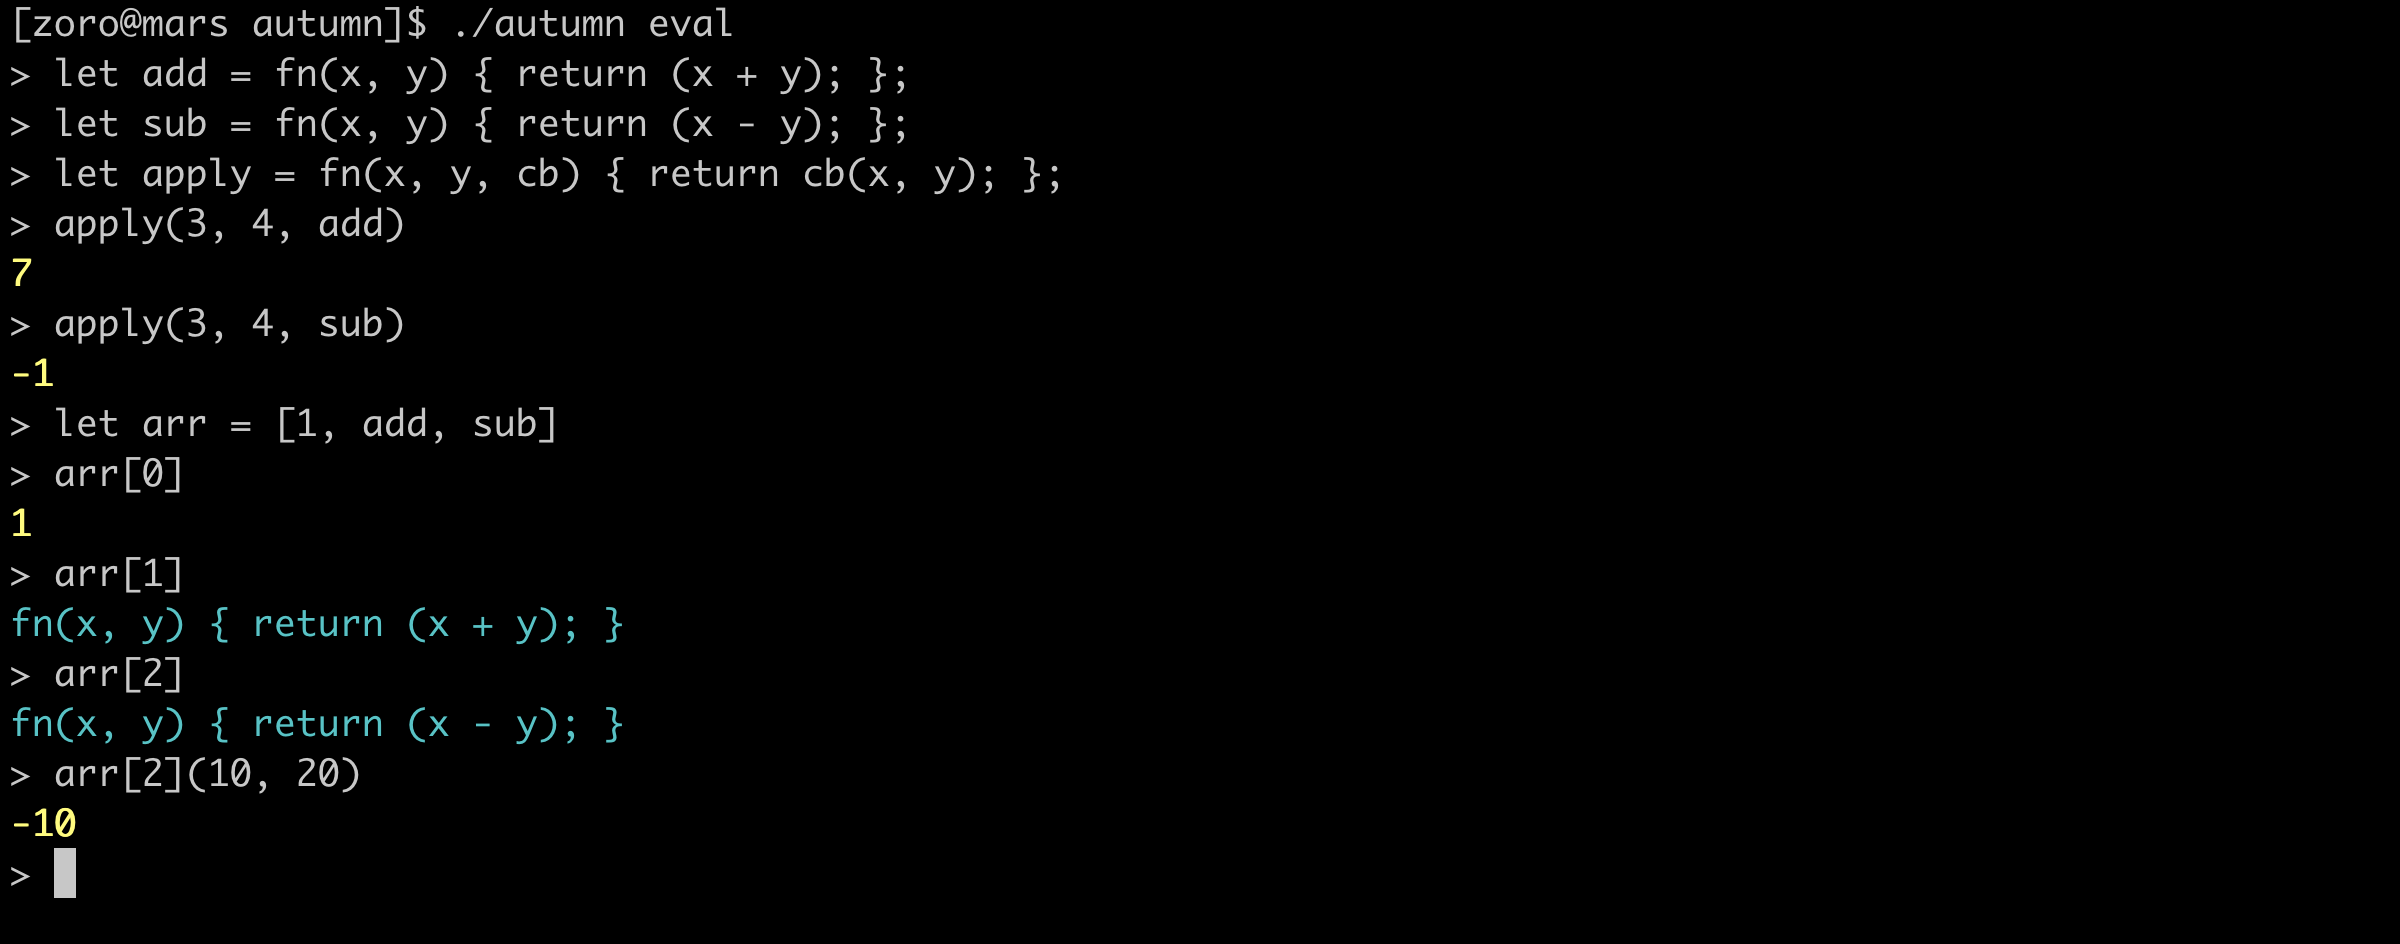 [zoro@mars autumn]$ ./autumn eval
> let add = fn(x, y) { return (x + y); };
> let sub = fn(x, y) { return (x - y); };
> let apply = fn(x, y, cb) { return cb(x, y); };
> apply(3, 4, add)
7
> apply(3, 4, sub)
-1
> let arr = [1, add, sub]
> arr[0]
1
> arr[1]
fn(x, y) { return (x + y); }
> arr[2]
fn(x, y) { return (x - y); }
> arr[2](10, 20)
-10
>